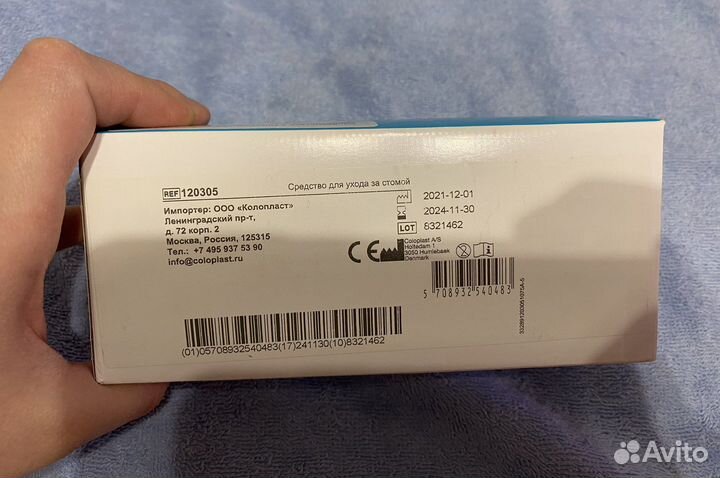 REF 120305
Средство для ухода за стомой
Импортер: ООО «Колопласт»
Ленинградский пр-т,
д. 72 корп. 2
Москва, Россия, 125315
Тел.: +7 495 937 53 90
info@coloplast.ru
2021-12-01
2024-11-30
LOT 8321462
CE
Coloplast A/S
Holtedam 1
3050 Humlebaek
Denmark
5 708932 540483
(01)05708932540483(17)241130(10)8321462
Avito